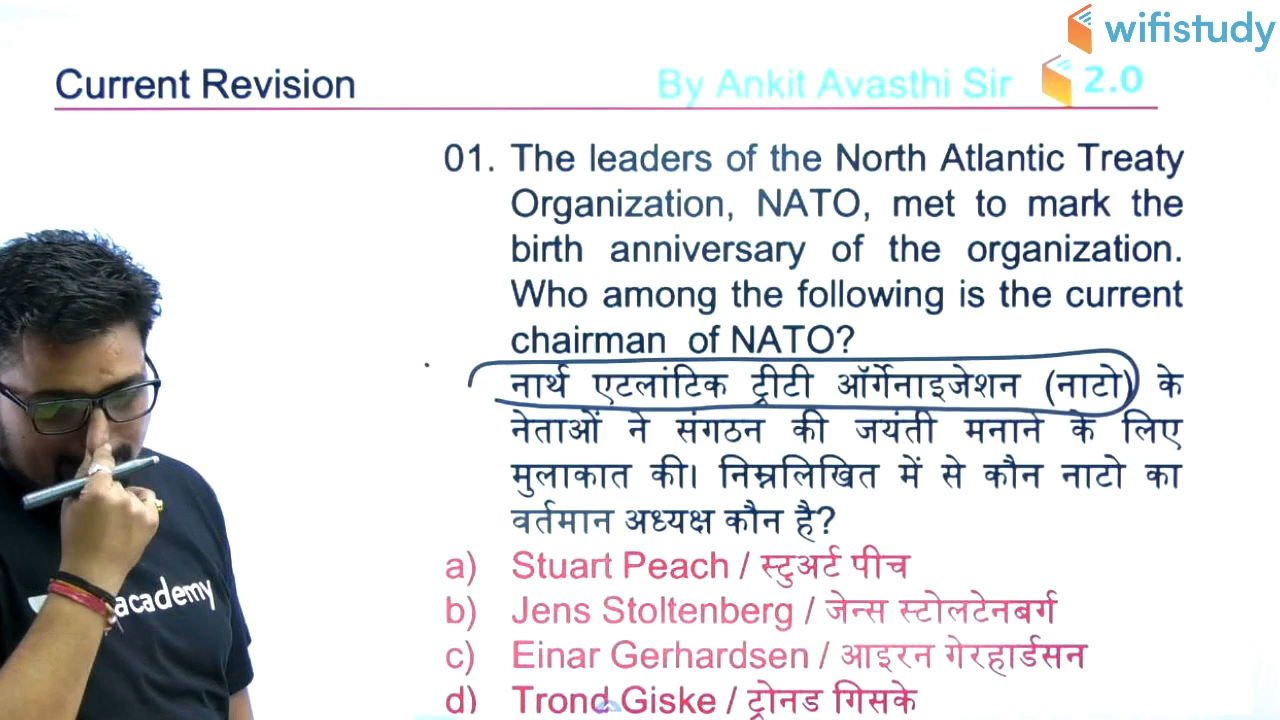 wifistudy
Current Revision
By Ankit Avasthi Sir 2.0
01. The leaders of the North Atlantic Treaty
Organization, NATO, met to mark the
birth anniversary of the organization.
Who among the following is the current
chairman of NATO?
नार्थ एटलांटिक ट्रीटी ऑर्गेनाइजेशन (नाटो) के
नेताओं ने संगठन की जयंती मनाने के लिए
मुलाकात की। निम्नलिखित में से कौन नाटो का
वर्तमान अध्यक्ष कौन है?
academy
a) Stuart Peach / स्टुअर्ट पीच
b) Jens Stoltenberg / जेन्स स्टोलटेनबर्ग
c) Einar Gerhardsen / आइरन गेरहार्डसन
d) Trond Giske / ट्रोनड गिसके